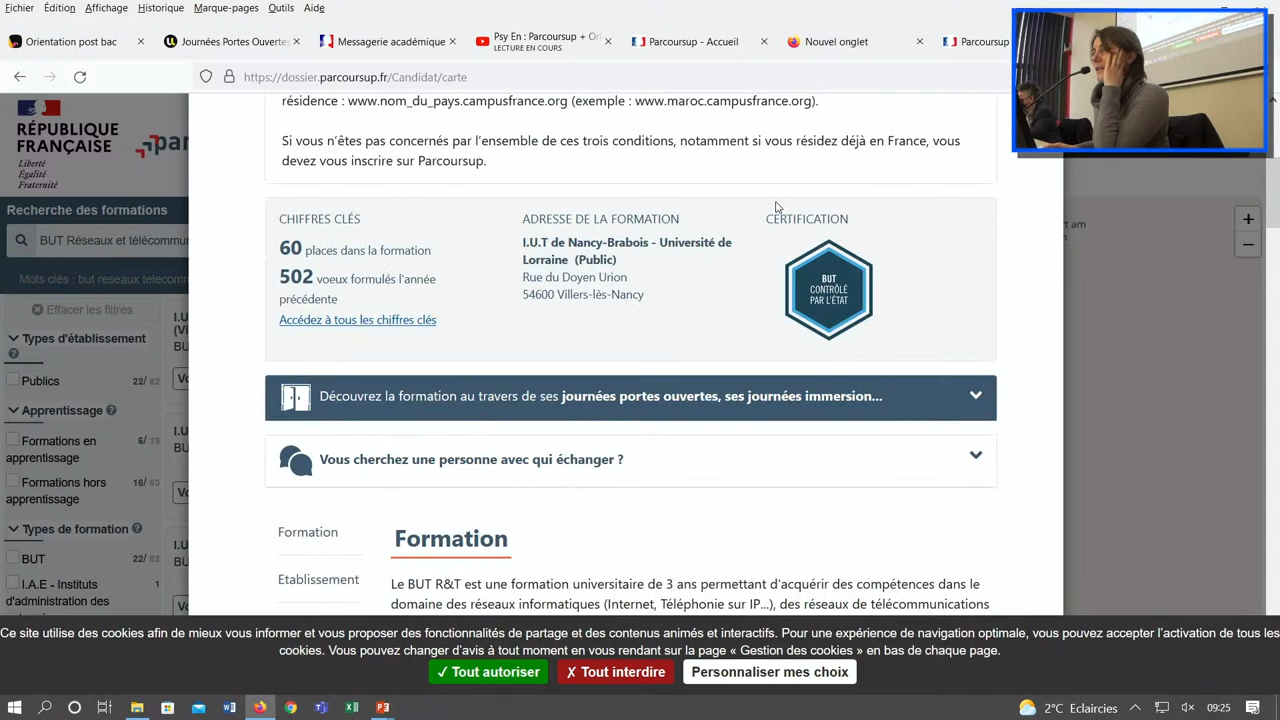 Fichier Édition Affichage Historique Marque-pages Outils Aide
Orientation post bac
Journées Portes Ouvertes
Messagerie académique
Psy En : Parcoursup + Or
LECTURE EN COURS
Parcoursup - Accueil
Nouvel onglet
Parcoursup
https://dossier.parcoursup.fr/Candidat/carte
RÉPUBLIQUE
FRANÇAISE
Liberté
Égalité
Fraternité
par
Recherche des formations
BUT Réseaux et télécommu
Mots clés : but reseaux telecom
Effacer les filtres
Types d'établissement
?
Publics 22/ 82
Apprentissage ?
Formations en
apprentissage
6/ 19
Formations hors
apprentissage
16/ 63
Types de formation ?
BUT 22/ 82
I.A.E - Instituts
d'administration des
1
résidence : www.nom_du_pays.campusfrance.org (exemple : www.maroc.campusfrance.org).
Si vous n'êtes pas concernés par l'ensemble de ces trois conditions, notamment si vous résidez déjà en France, vous
devez vous inscrire sur Parcoursup.
CHIFFRES CLÉS
60 places dans la formation
502 voeux formulés l'année
précédente
Accédez à tous les chiffres clés
ADRESSE DE LA FORMATION
I.U.T de Nancy-Brabois - Université de
Lorraine (Public)
Rue du Doyen Urion
54600 Villers-lès-Nancy
CERTIFICATION
BUT
CONTRÔLÉ
PAR L'ÉTAT
Découvrez la formation au travers de ses journées portes ouvertes, ses journées immersion...
Vous cherchez une personne avec qui échanger ?
Formation
Etablissement
Formation
Le BUT R&T est une formation universitaire de 3 ans permettant d'acquérir des compétences dans le
domaine des réseaux informatiques (Internet, Téléphonie sur IP...), des réseaux de télécommunications
Ce site utilise des cookies afin de mieux vous informer et vous proposer des fonctionnalités de partage et des contenus animés et interactifs. Pour une expérience de navigation optimale, vous pouvez accepter l'activation de tous les
cookies. Vous pouvez changer d'avis à tout moment en vous rendant sur la page « Gestion des cookies » en bas de chaque page.
✓ Tout autoriser
✗ Tout interdire
Personnaliser mes choix
2°C Eclaircies
09:25